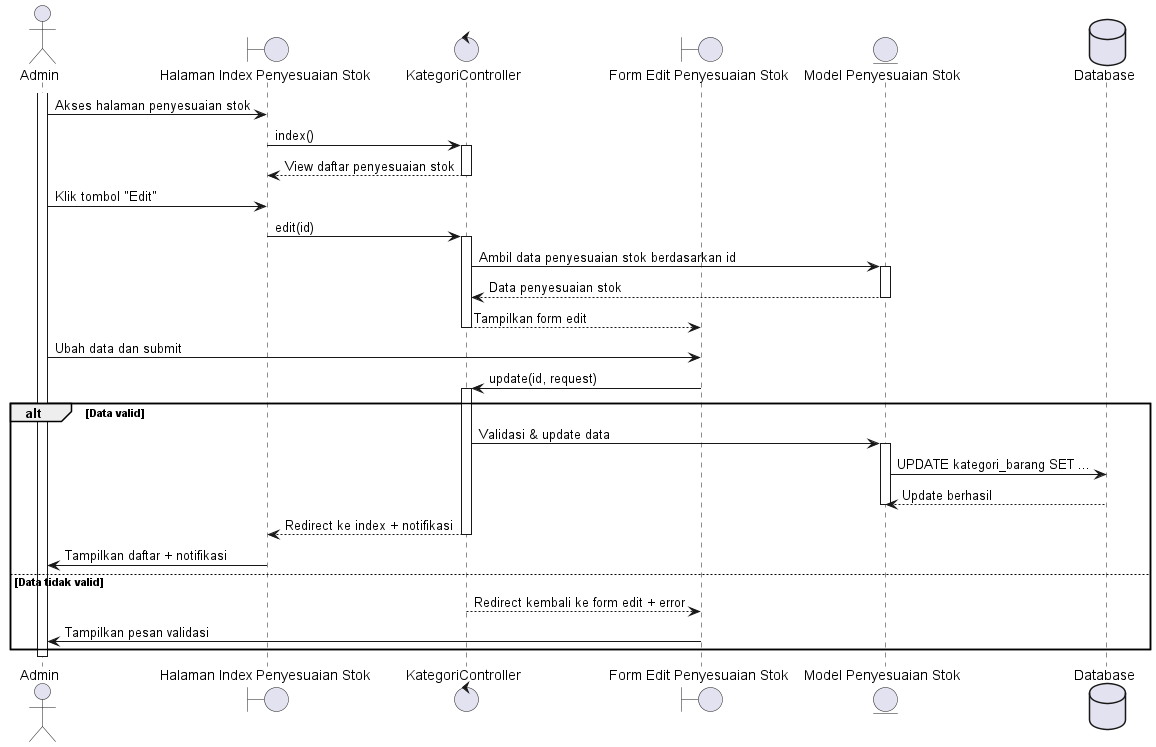 Admin
Halaman Index Penyesuaian Stok
KategoriController
Form Edit Penyesuaian Stok
Model Penyesuaian Stok
Database
Akses halaman penyesuaian stok
index()
View daftar penyesuaian stok
Klik tombol "Edit"
edit(id)
Ambil data penyesuaian stok berdasarkan id
Data penyesuaian stok
Tampilkan form edit
Ubah data dan submit
update(id, request)
alt [Data valid]
Validasi & update data
UPDATE kategori_barang SET ...
Update berhasil
Redirect ke index + notifikasi
Tampilkan daftar + notifikasi
[Data tidak valid]
Redirect kembali ke form edit + error
Tampilkan pesan validasi
Admin
Halaman Index Penyesuaian Stok
KategoriController
Form Edit Penyesuaian Stok
Model Penyesuaian Stok
Database